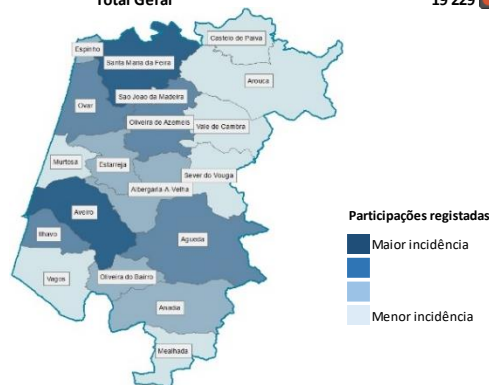 Total Geral 19 229
Espinho
Castelo de Paiva
Santa Maria da Feira
Arouca
Sao Joao da Madeira
Ovar
Oliveira de Azemeis
Vale de Cambra
Murtosa
Estarreja
Sever do Vouga
Albergaria-A-Velha
Aveiro
Ilhavo
Agueda
Vagos
Oliveira do Bairro
Anadia
Mealhada
Participações registadas
Maior incidência
Menor incidência